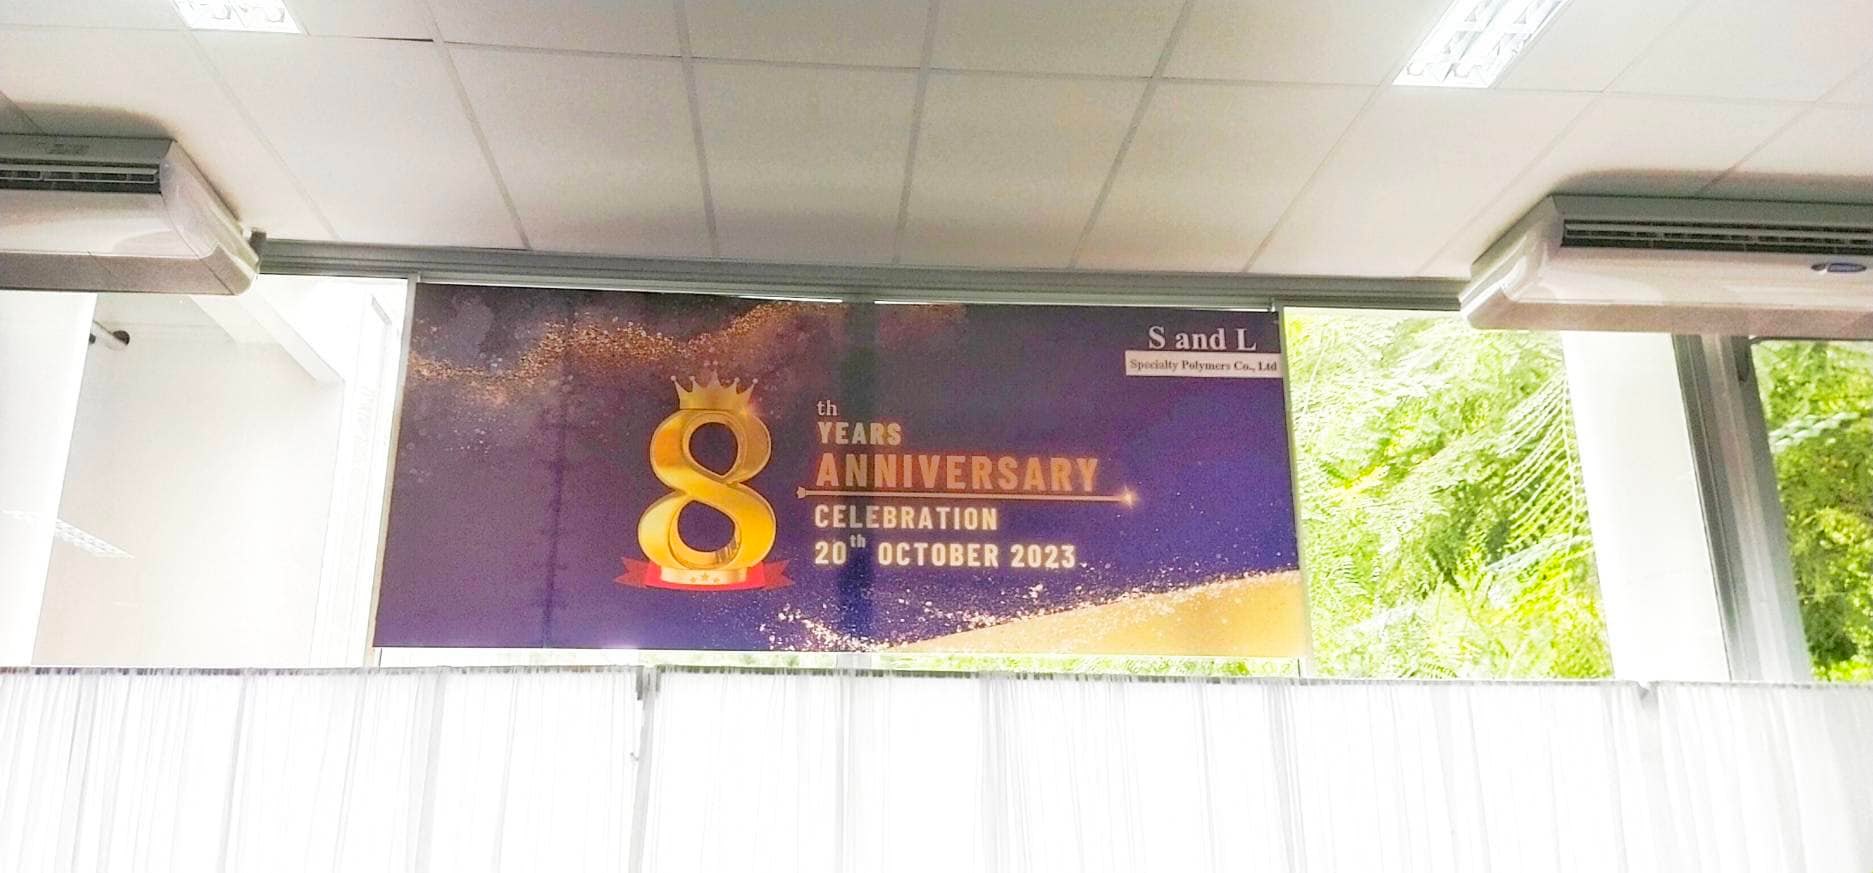 S and L
Specialty Polymers Co., Ltd
8
th
YEARS
ANNIVERSARY
CELEBRATION
20th OCTOBER 2023